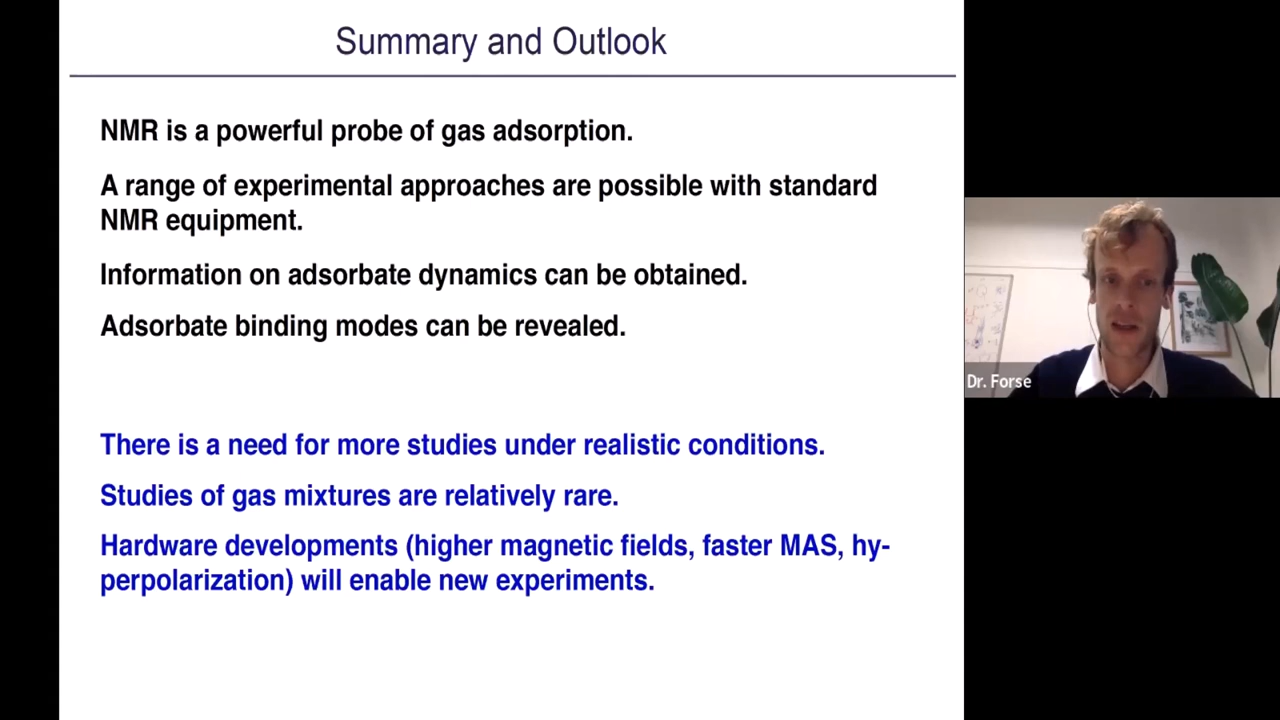 Summary and Outlook
NMR is a powerful probe of gas adsorption.
A range of experimental approaches are possible with standard
NMR equipment.
Information on adsorbate dynamics can be obtained.
Adsorbate binding modes can be revealed.
There is a need for more studies under realistic conditions.
Studies of gas mixtures are relatively rare.
Hardware developments (higher magnetic fields, faster MAS, hy-
perpolarization) will enable new experiments.
Dr. Forse